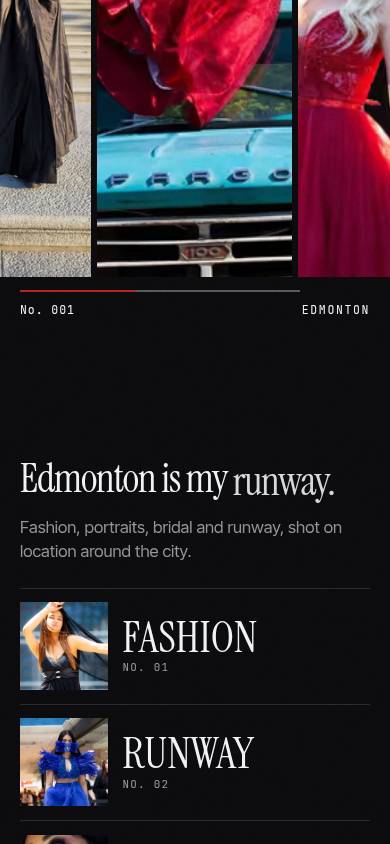 FARGO
100
No. 001
EDMONTON
Edmonton is my runway.
Fashion, portraits, bridal and runway, shot on
location around the city.
FASHION
NO. 01
RUNWAY
NO. 02